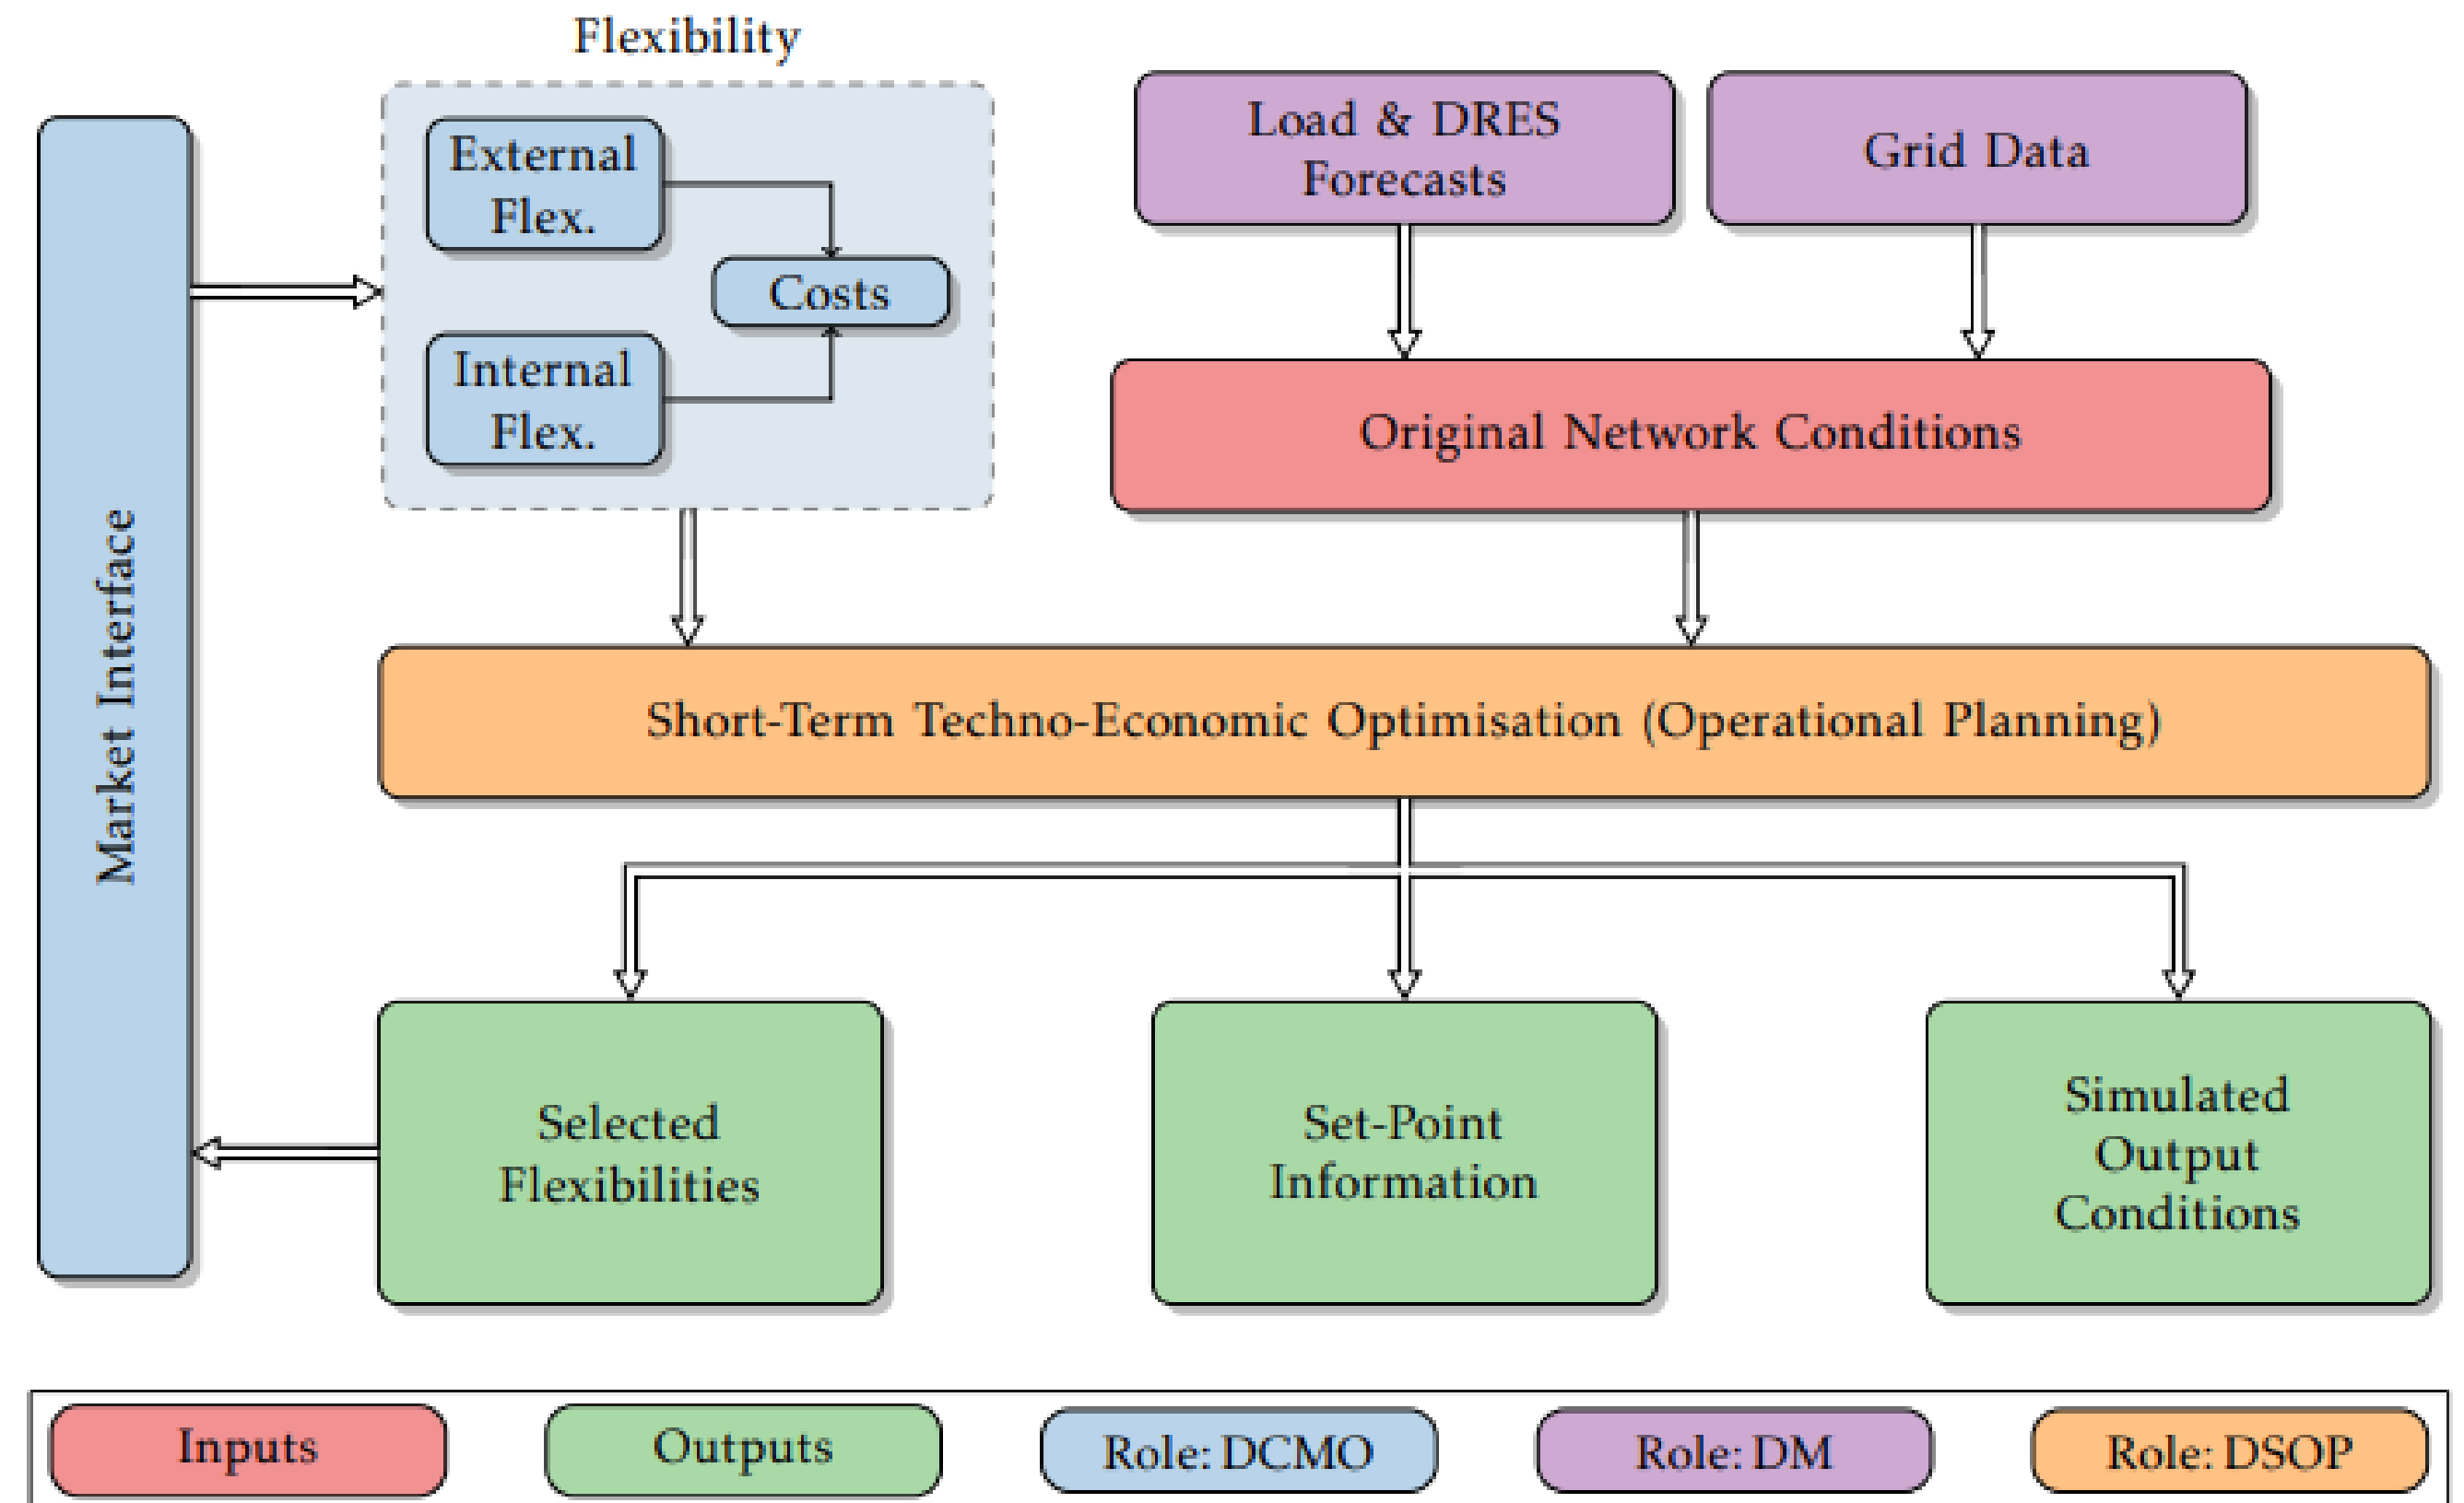 Flexibility
External
Flex.
Costs
Internal
Flex.
Load & DRES
Forecasts
Grid Data
Original Network Conditions
Market Interface
Short-Term Techno-Economic Optimisation (Operational Planning)
Selected
Flexibilities
Set-Point
Information
Simulated
Output
Conditions
Inputs
Outputs
Role: DCMO
Role: DM
Role: DSOP